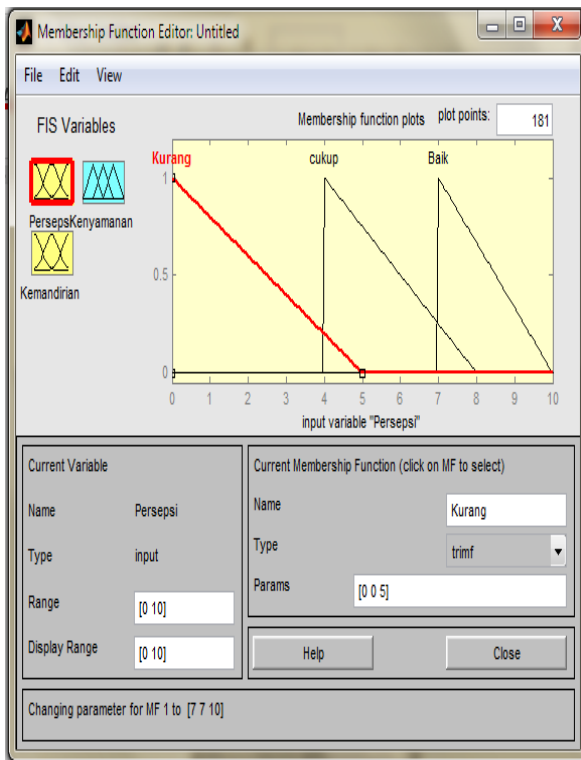 Membership Function Editor: Untitled
File Edit View
FIS Variables
Membership function plots
plot points:
181
PersepsKenyamanan
Kemandirian
Kurang
cukup
Baik
1
0.5
0
0 1 2 3 4 5 6 7 8 9 10
input variable "Persepsi"
Current Variable
Name Persepsi
Type input
Range [0 10]
Display Range [0 10]
Current Membership Function (click on MF to select)
Name Kurang
Type trimf
Params [0 0 5]
Help
Close
Changing parameter for MF 1 to [7 7 10]